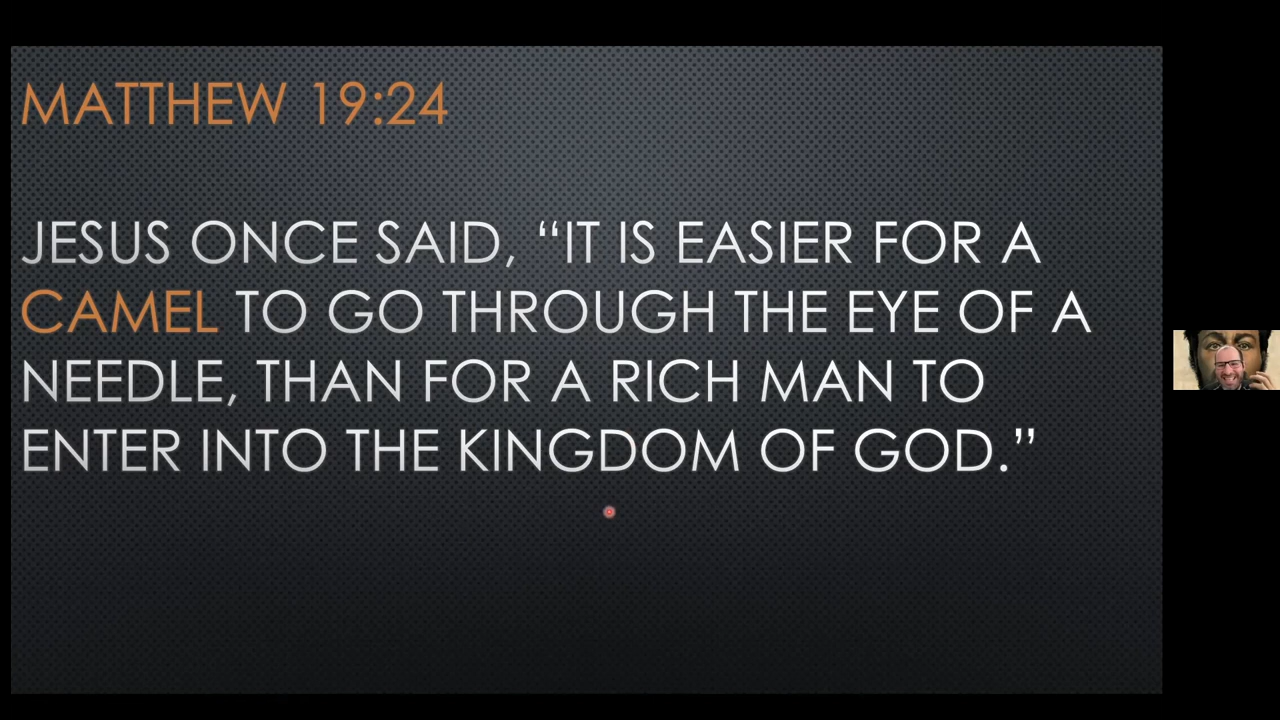 MATTHEW 19:24
JESUS ONCE SAID, “IT IS EASIER FOR A
CAMEL TO GO THROUGH THE EYE OF A
NEEDLE, THAN FOR A RICH MAN TO
ENTER INTO THE KINGDOM OF GOD.”